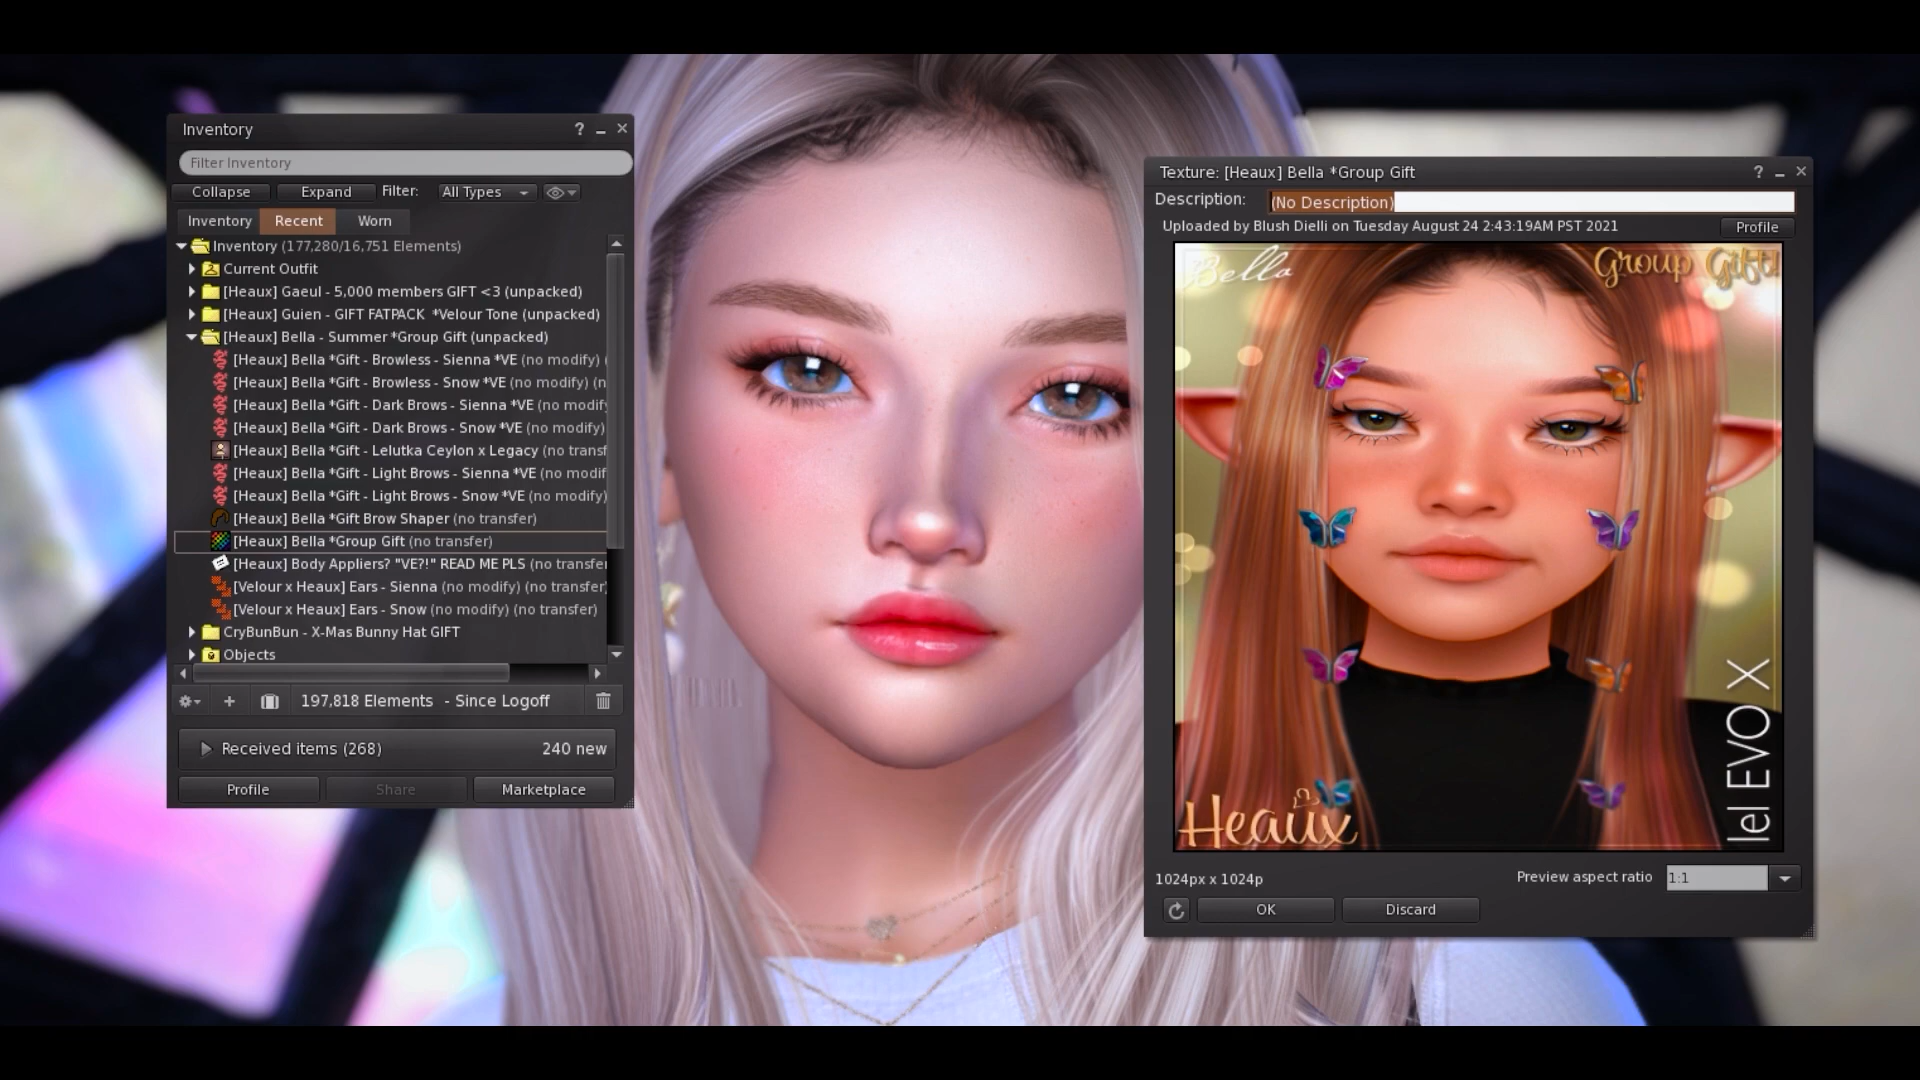 Inventory
Filter Inventory
Collapse Expand Filter: All Types
Inventory Recent Worn
Inventory (177,280/16,751 Elements)
Current Outfit
[Heaux] Gaeul - 5,000 members GIFT <3 (unpacked)
[Heaux] Guien - GIFT FATPACK *Velour Tone (unpacked)
[Heaux] Bella - Summer *Group Gift (unpacked)
[Heaux] Bella *Gift - Browless - Sienna *VE (no modify) (
[Heaux] Bella *Gift - Browless - Snow *VE (no modify) (n
[Heaux] Bella *Gift - Dark Brows - Sienna *VE (no modify
[Heaux] Bella *Gift - Dark Brows - Snow *VE (no modify)
[Heaux] Bella *Gift - Lelutka Ceylon x Legacy (no transf
[Heaux] Bella *Gift - Light Brows - Sienna *VE (no modif
[Heaux] Bella *Gift - Light Brows - Snow *VE (no modify)
[Heaux] Bella *Gift Brow Shaper (no transfer)
[Heaux] Bella *Group Gift (no transfer)
[Heaux] Body Appliers? "VE?!" READ ME PLS (no transfer
[Velour x Heaux] Ears - Sienna (no modify) (no transfer)
[Velour x Heaux] Ears - Snow (no modify) (no transfer)
CryBunBun - X-Mas Bunny Hat GIFT
Objects
197,818 Elements - Since Logoff
Received items (268) 240 new
Profile Share Marketplace
Texture: [Heaux] Bella *Group Gift
Description: (No Description)
Uploaded by Blush Dielli on Tuesday August 24 2:43:19AM PST 2021 Profile
Bella
Group Gift!
Heaux
lel EVO X
1024px x 1024p
Preview aspect ratio 1:1
OK Discard